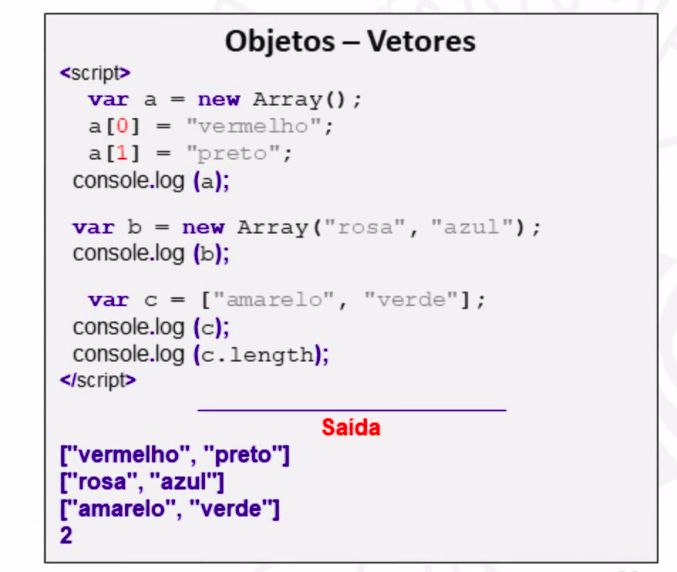 Objetos – Vetores
<script>
var a = new Array();
a[0] = "vermelho";
a[1] = "preto";
console.log (a);
var b = new Array("rosa", "azul");
console.log (b);
var c = ["amarelo", "verde"];
console.log (c);
console.log (c.length);
</script>
Saída
["vermelho", "preto"]
["rosa", "azul"]
["amarelo", "verde"]
2